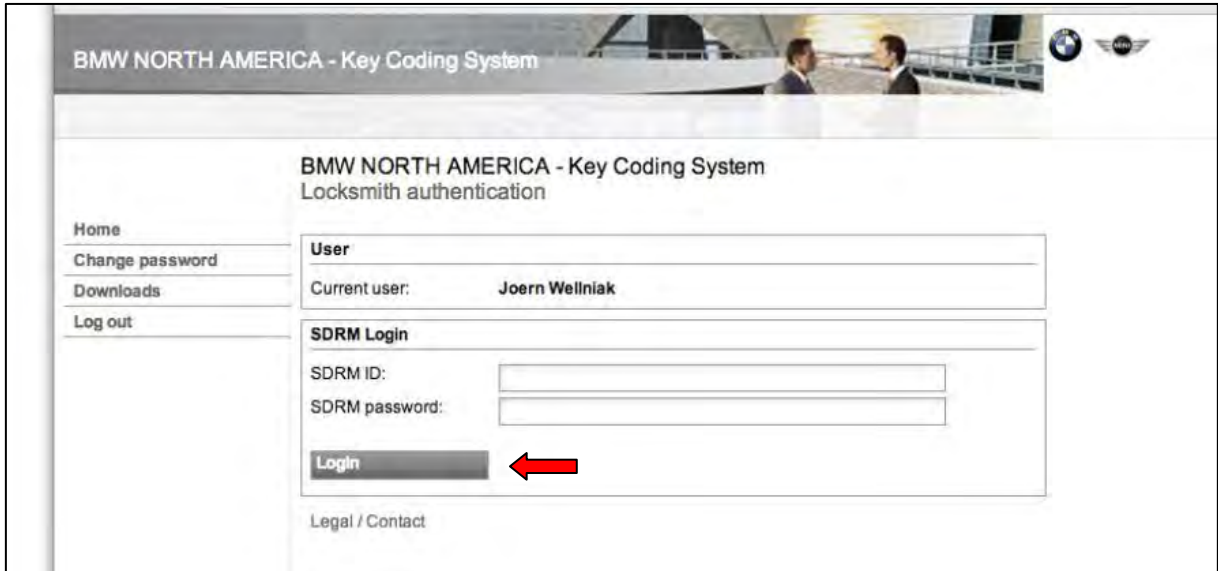 BMW NORTH AMERICA - Key Coding System
MINI
BMW NORTH AMERICA - Key Coding System
Locksmith authentication
Home
Change password
Downloads
Log out
User
Current user: Joern Wellniak
SDRM Login
SDRM ID:
SDRM password:
Login
Legal / Contact